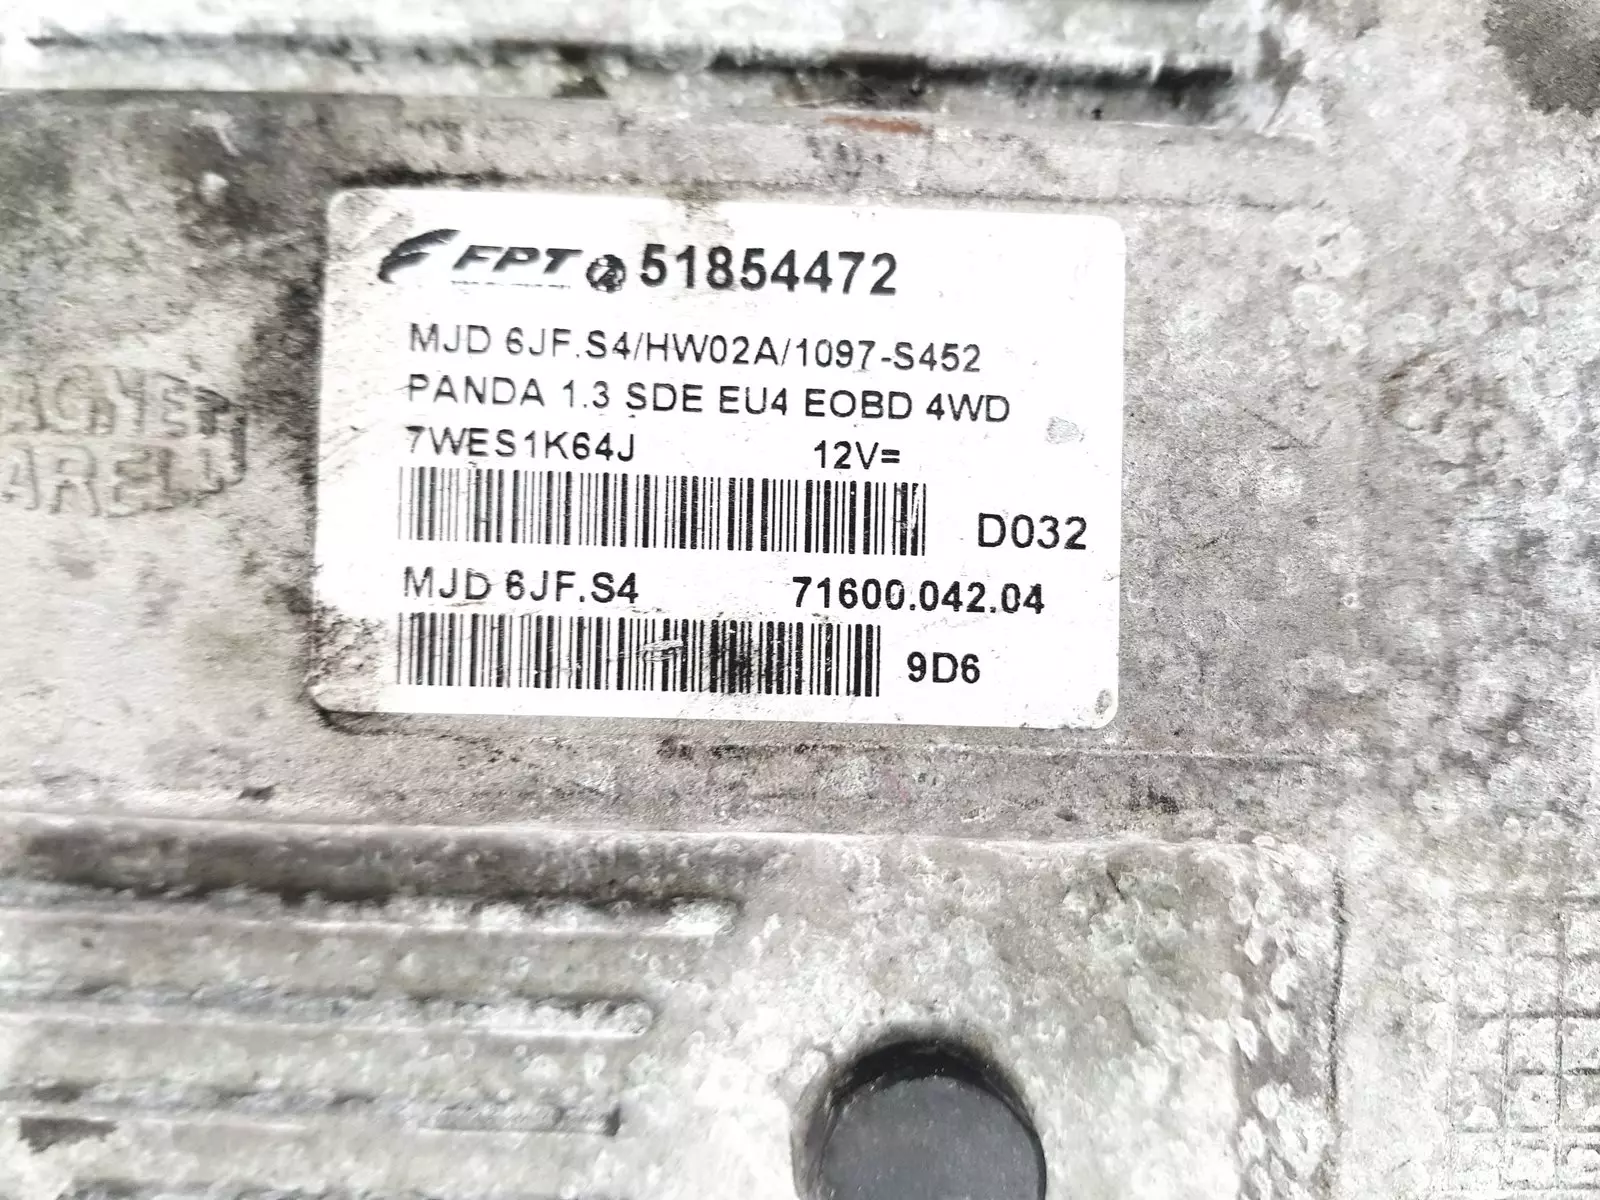 FPT 51854472
MJD 6JF.S4/HW02A/1097-S452
PANDA 1.3 SDE EU4 EOBD 4WD
7WES1K64J 12V=
D032
MJD 6JF.S4 71600.042.04
9D6